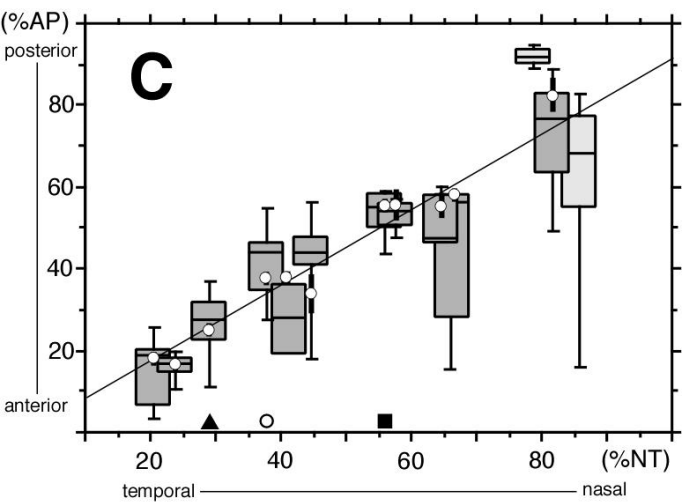 (%AP)
posterior
C
80
60
40
20
anterior
20 40 60 80 (%NT)
temporal nasal